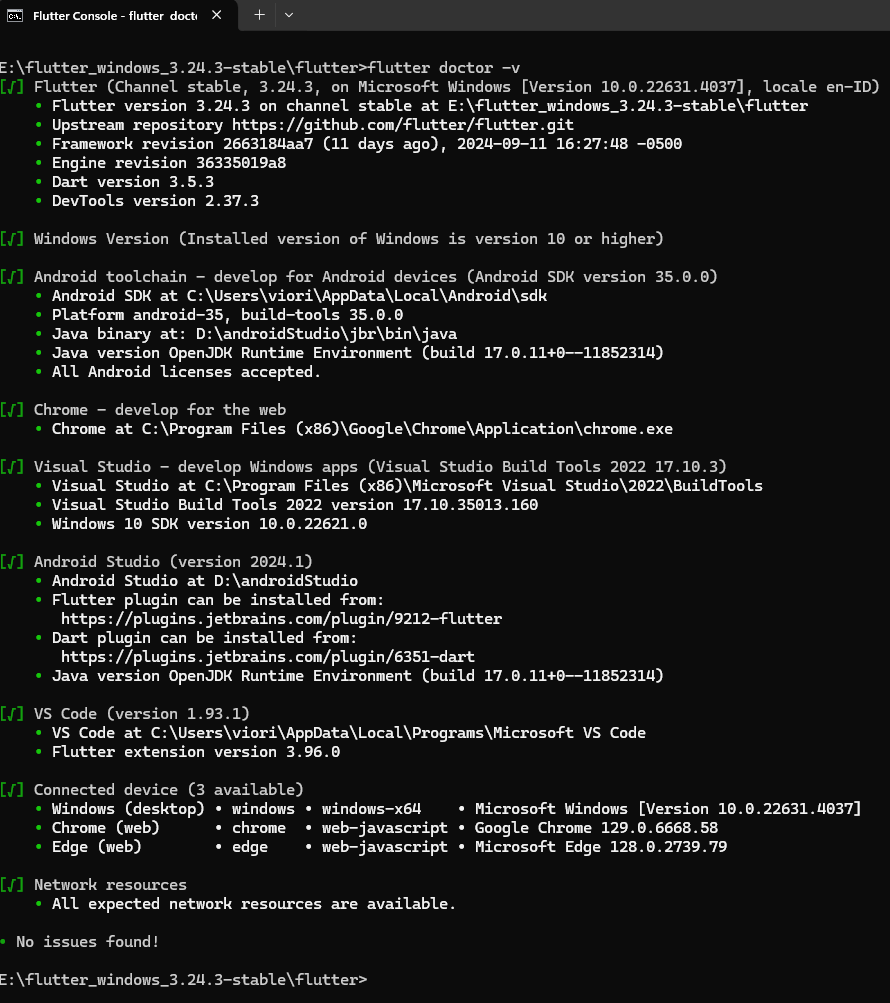 Flutter Console - flutter docto
E:\flutter_windows_3.24.3-stable\flutter>flutter doctor -v
[√] Flutter (Channel stable, 3.24.3, on Microsoft Windows [Version 10.0.22631.4037], locale en-ID)
• Flutter version 3.24.3 on channel stable at E:\flutter_windows_3.24.3-stable\flutter
• Upstream repository https://github.com/flutter/flutter.git
• Framework revision 2663184aa7 (11 days ago), 2024-09-11 16:27:48 -0500
• Engine revision 36335019a8
• Dart version 3.5.3
• DevTools version 2.37.3
[√] Windows Version (Installed version of Windows is version 10 or higher)
[√] Android toolchain - develop for Android devices (Android SDK version 35.0.0)
• Android SDK at C:\Users\viori\AppData\Local\Android\sdk
• Platform android-35, build-tools 35.0.0
• Java binary at: D:\androidStudio\jbr\bin\java
• Java version OpenJDK Runtime Environment (build 17.0.11+0--11852314)
• All Android licenses accepted.
[√] Chrome - develop for the web
• Chrome at C:\Program Files (x86)\Google\Chrome\Application\chrome.exe
[√] Visual Studio - develop Windows apps (Visual Studio Build Tools 2022 17.10.3)
• Visual Studio at C:\Program Files (x86)\Microsoft Visual Studio\2022\BuildTools
• Visual Studio Build Tools 2022 version 17.10.35013.160
• Windows 10 SDK version 10.0.22621.0
[√] Android Studio (version 2024.1)
• Android Studio at D:\androidStudio
• Flutter plugin can be installed from:
https://plugins.jetbrains.com/plugin/9212-flutter
• Dart plugin can be installed from:
https://plugins.jetbrains.com/plugin/6351-dart
• Java version OpenJDK Runtime Environment (build 17.0.11+0--11852314)
[√] VS Code (version 1.93.1)
• VS Code at C:\Users\viori\AppData\Local\Programs\Microsoft VS Code
• Flutter extension version 3.96.0
[√] Connected device (3 available)
• Windows (desktop) • windows • windows-x64 • Microsoft Windows [Version 10.0.22631.4037]
• Chrome (web) • chrome • web-javascript • Google Chrome 129.0.6668.58
• Edge (web) • edge • web-javascript • Microsoft Edge 128.0.2739.79
[√] Network resources
• All expected network resources are available.
• No issues found!
E:\flutter_windows_3.24.3-stable\flutter>